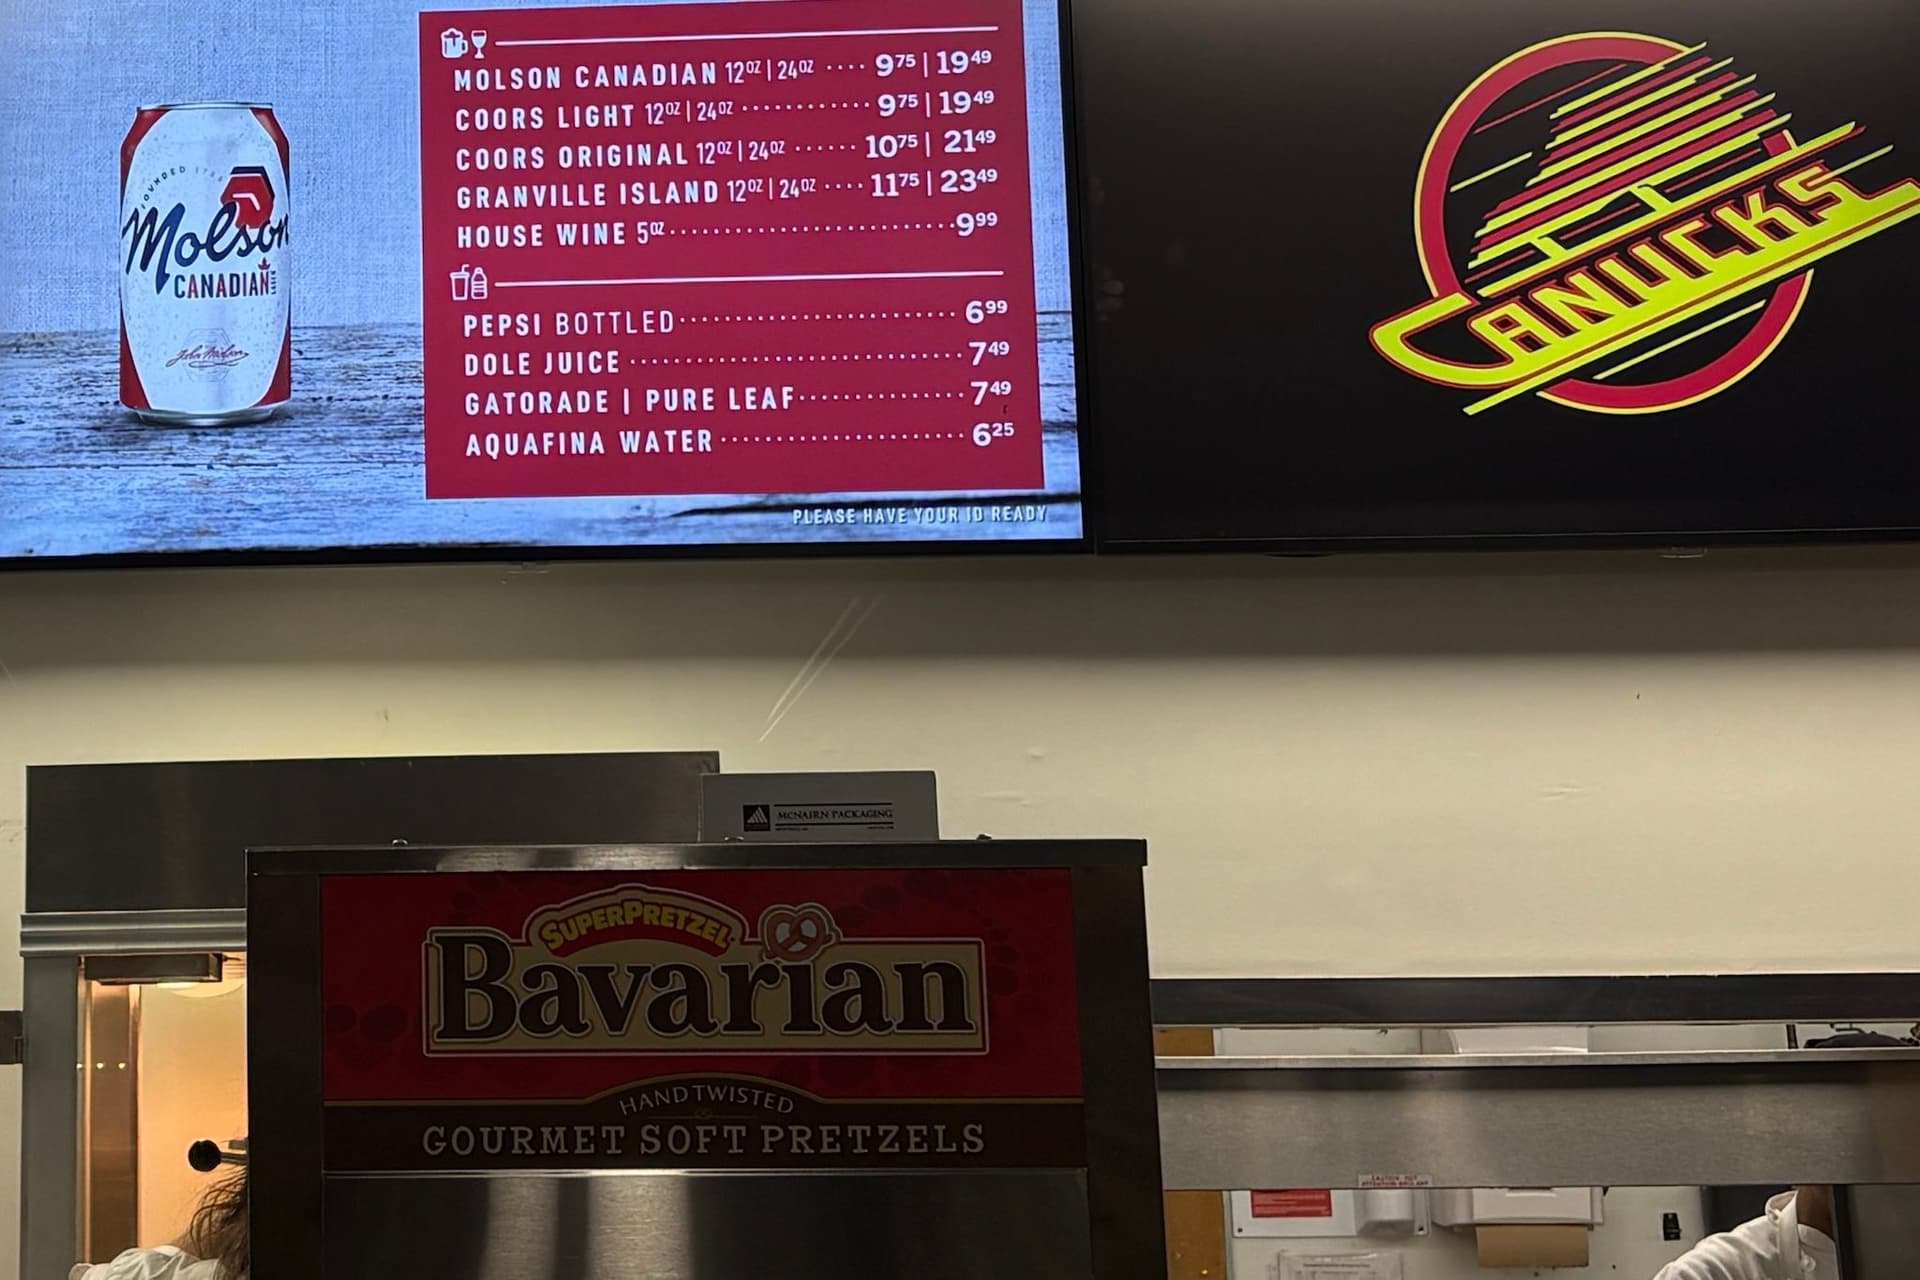 MOLSON CANADIAN 12OZ | 24OZ .... 9 75 | 19 49
COORS LIGHT 12OZ | 24OZ ............ 9 75 | 19 49
COORS ORIGINAL 12OZ | 24OZ ...... 10 75 | 21 49
GRANVILLE ISLAND 12OZ | 24OZ .... 11 75 | 23 49
HOUSE WINE 5OZ .......................... 9 99
PEPSI BOTTLED .......................... 6 99
DOLE JUICE .............................. 7 49
GATORADE | PURE LEAF ............... 7 49
AQUAFINA WATER ...................... 6 25
PLEASE HAVE YOUR ID READY
Molson
CANADIAN
John Molson
CANUCKS
MCNAIRN PACKAGING
SUPERPRETZEL
Bavarian
HAND TWISTED
GOURMET SOFT PRETZELS